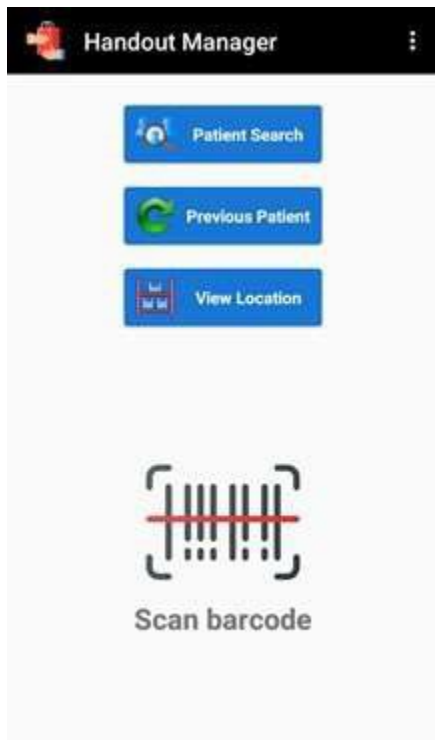 Handout Manager
Patient Search
Previous Patient
View Location
Scan barcode